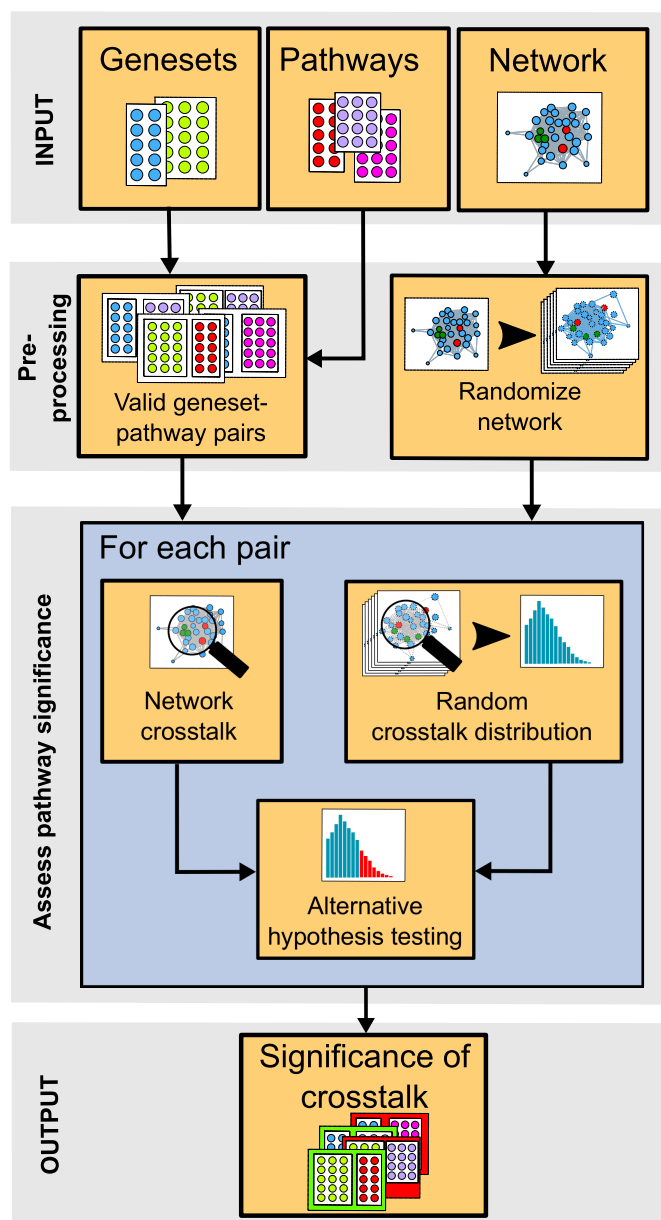 INPUT
Genesets
Pathways
Network
Pre-
processing
Valid geneset-
pathway pairs
Randomize
network
Assess pathway significance
For each pair
Network
crosstalk
Random
crosstalk distribution
Alternative
hypothesis testing
OUTPUT
Significance of
crosstalk